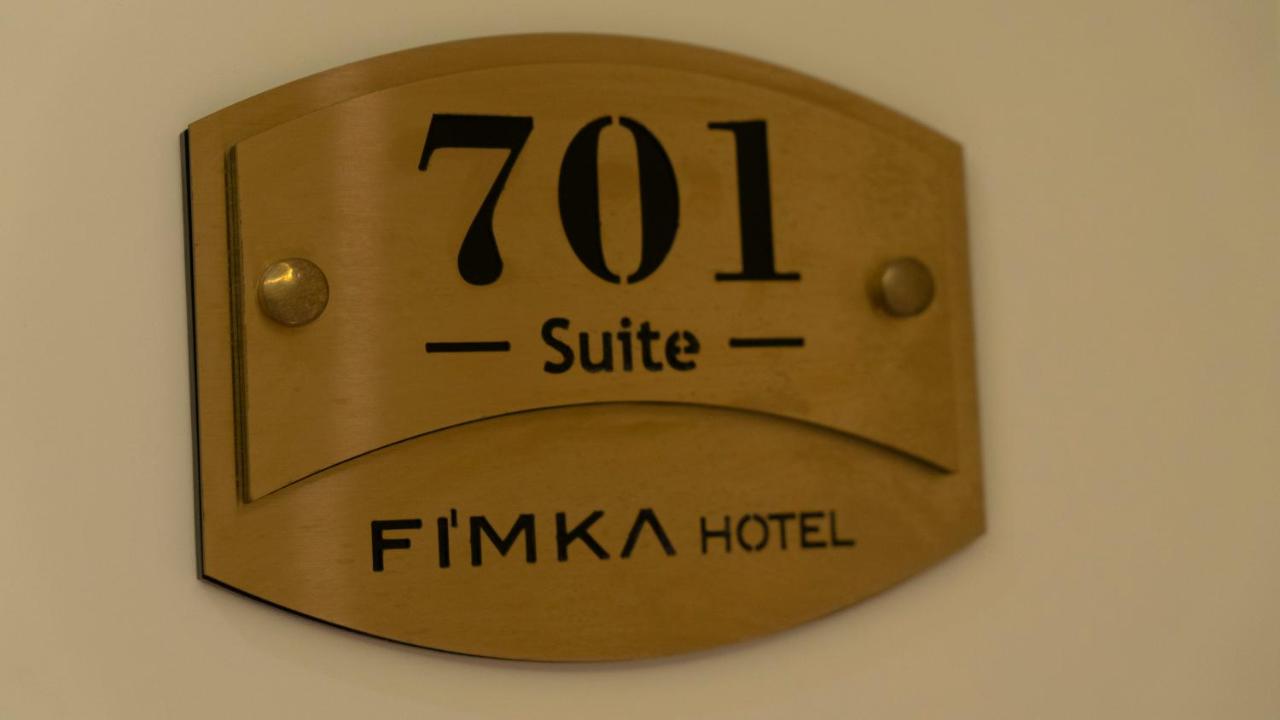 701
— Suite —
FI'MKA HOTEL